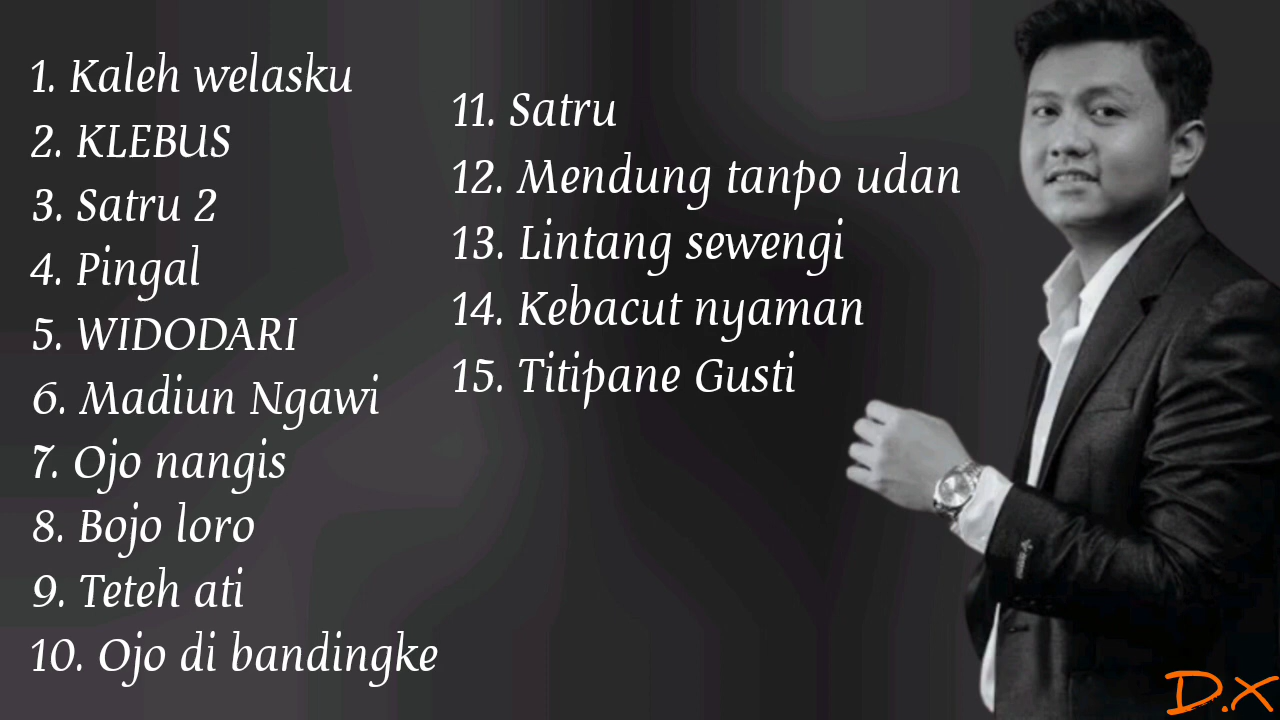 1. Kaleh welasku
2. KLEBUS
3. Satru 2
4. Pingal
5. WIDODARI
6. Madiun Ngawi
7. Ojo nangis
8. Bojo loro
9. Teteh ati
10. Ojo di bandingke
11. Satru
12. Mendung tanpo udan
13. Lintang sewengi
14. Kebacut nyaman
15. Titipane Gusti
D.X